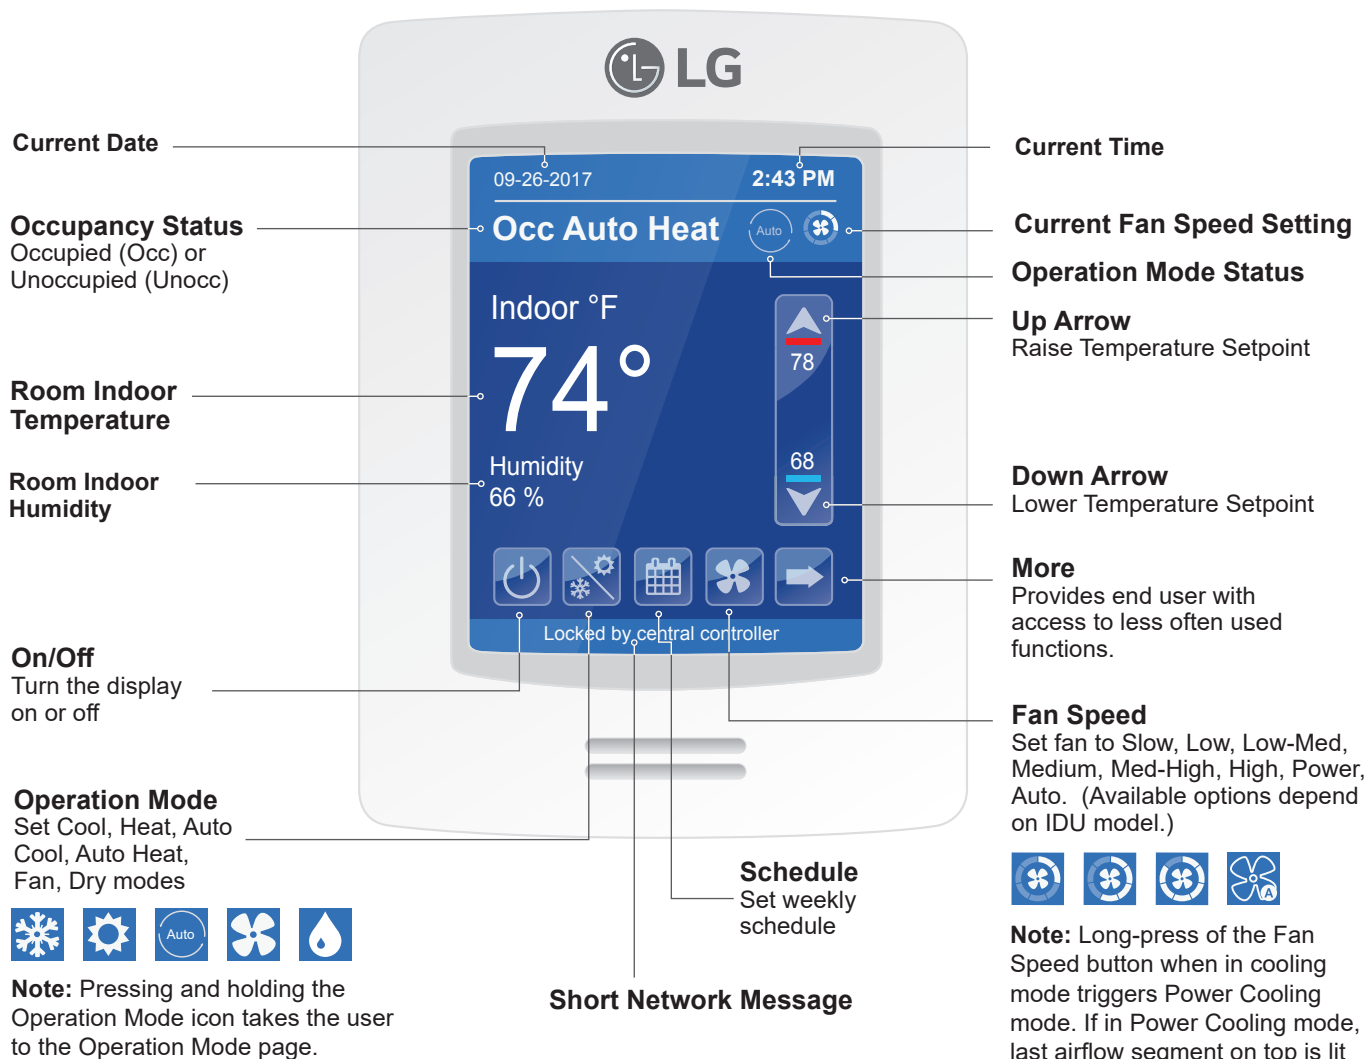 LG
Current Date
Current Time
09-26-2017
2:43 PM
Occupancy Status
Occupied (Occ) or
Unoccupied (Unocc)
Occ Auto Heat
Auto
Current Fan Speed Setting
Operation Mode Status
Indoor °F
74°
78
Up Arrow
Raise Temperature Setpoint
Room Indoor
Temperature
Humidity
66 %
68
Room Indoor
Humidity
Down Arrow
Lower Temperature Setpoint
More
Provides end user with
access to less often used
functions.
Locked by central controller
On/Off
Turn the display
on or off
Fan Speed
Set fan to Slow, Low, Low-Med,
Medium, Med-High, High, Power,
Auto.  (Available options depend
on IDU model.)
A
Operation Mode
Set Cool, Heat, Auto
Cool, Auto Heat,
Fan, Dry modes
Auto
Schedule
Set weekly
schedule
Short Network Message
Note: Pressing and holding the
Operation Mode icon takes the user
to the Operation Mode page.
Note: Long-press of the Fan
Speed button when in cooling
mode triggers Power Cooling
mode. If in Power Cooling mode,
last airflow segment on top is lit